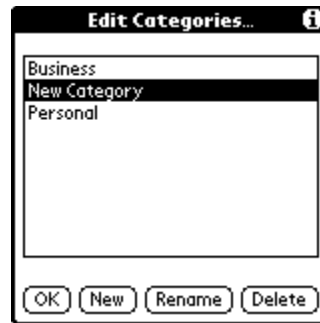 Edit Categories... i
Business
New Category
Personal
OK New Rename Delete